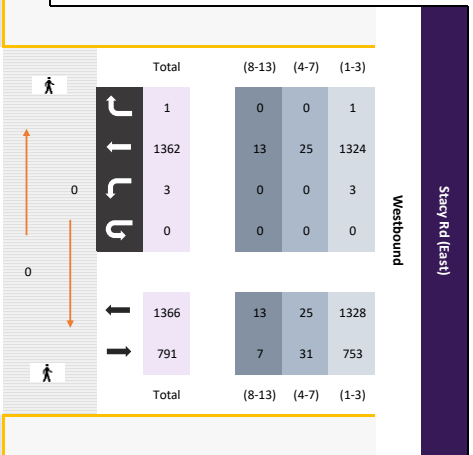 Total (8-13) (4-7) (1-3)
1 0 0 1
1362 13 25 1324
0 3 0 0 3
0 0 0 0
0
1366 13 25 1328
791 7 31 753
Total (8-13) (4-7) (1-3)
Westbound
Stacy Rd (East)